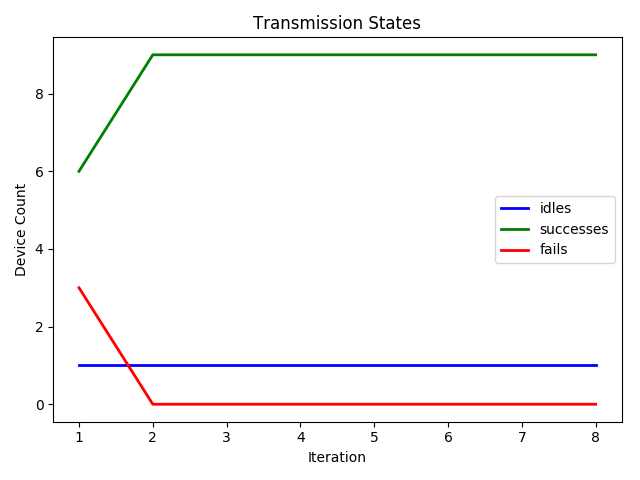 Transmission States
Device Count
8
6
4
2
0
idles
successes
fails
1 2 3 4 5 6 7 8
Iteration